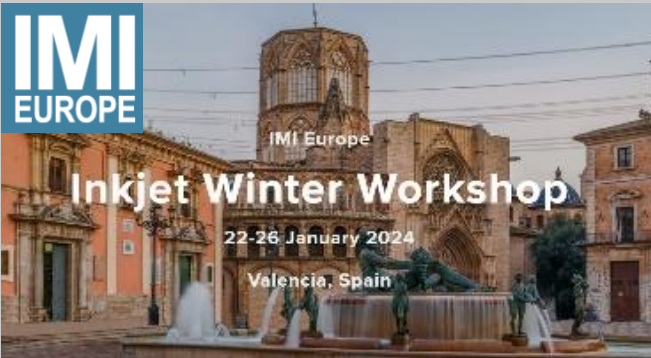 IMI
EUROPE
IMI Europe
Inkjet Winter Workshop
22-26 January 2024
Valencia, Spain